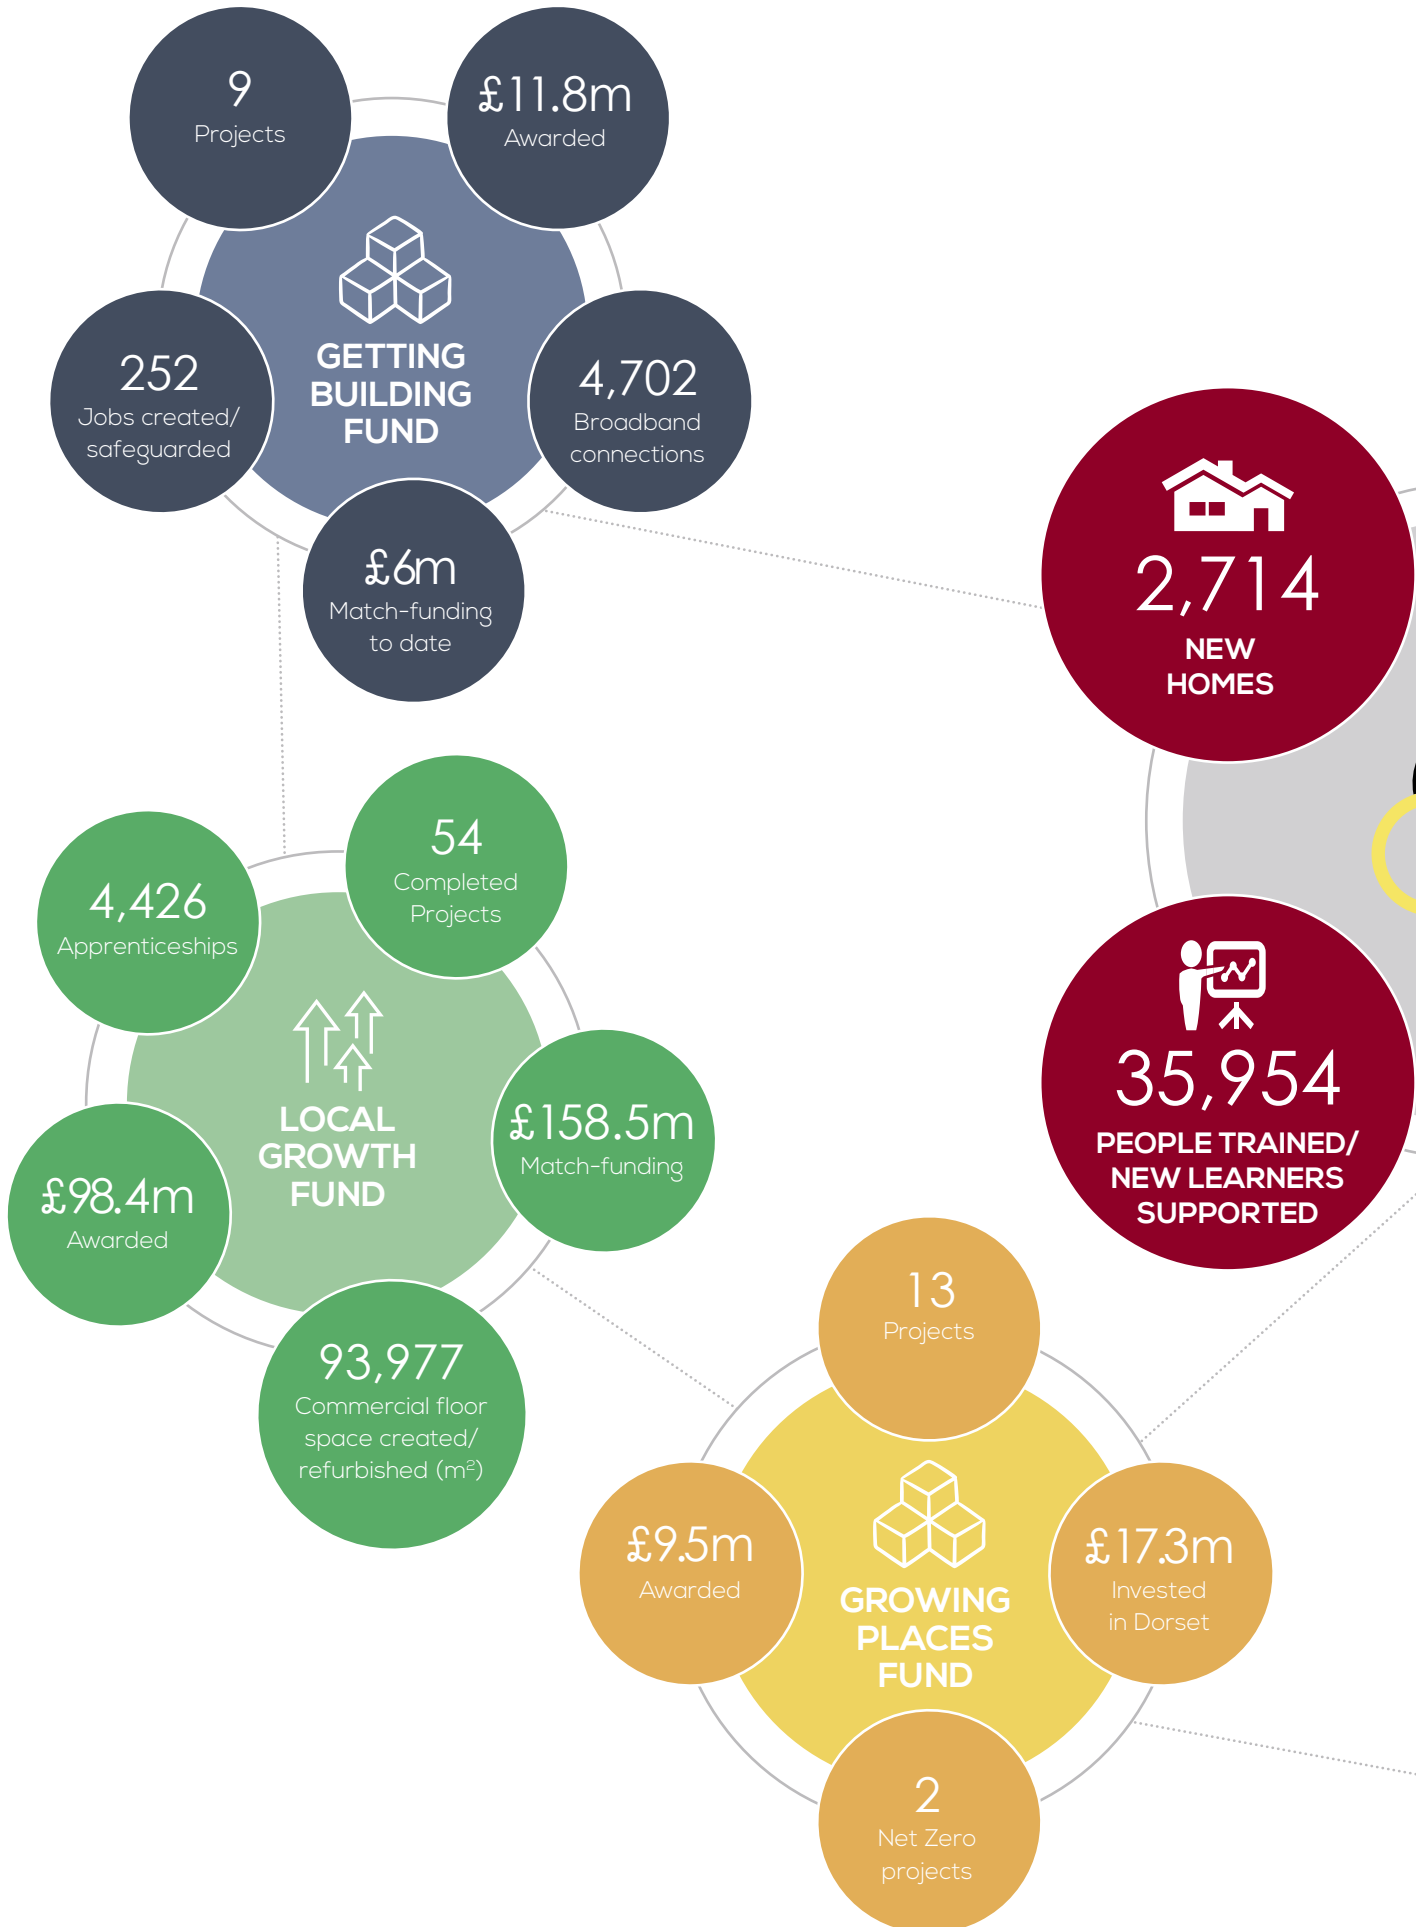 9
Projects
£11.8m
Awarded
252
Jobs created/
safeguarded
GETTING
BUILDING
FUND
4,702
Broadband
connections
£6m
Match-funding
to date
2,714
NEW
HOMES
54
Completed
Projects
4,426
Apprenticeships
LOCAL
GROWTH
FUND
£158.5m
Match-funding
£98.4m
Awarded
93,977
Commercial floor
space created/
refurbished (m²)
35,954
PEOPLE TRAINED/
NEW LEARNERS
SUPPORTED
13
Projects
£9.5m
Awarded
GROWING
PLACES
FUND
£17.3m
Invested
in Dorset
2
Net Zero
projects